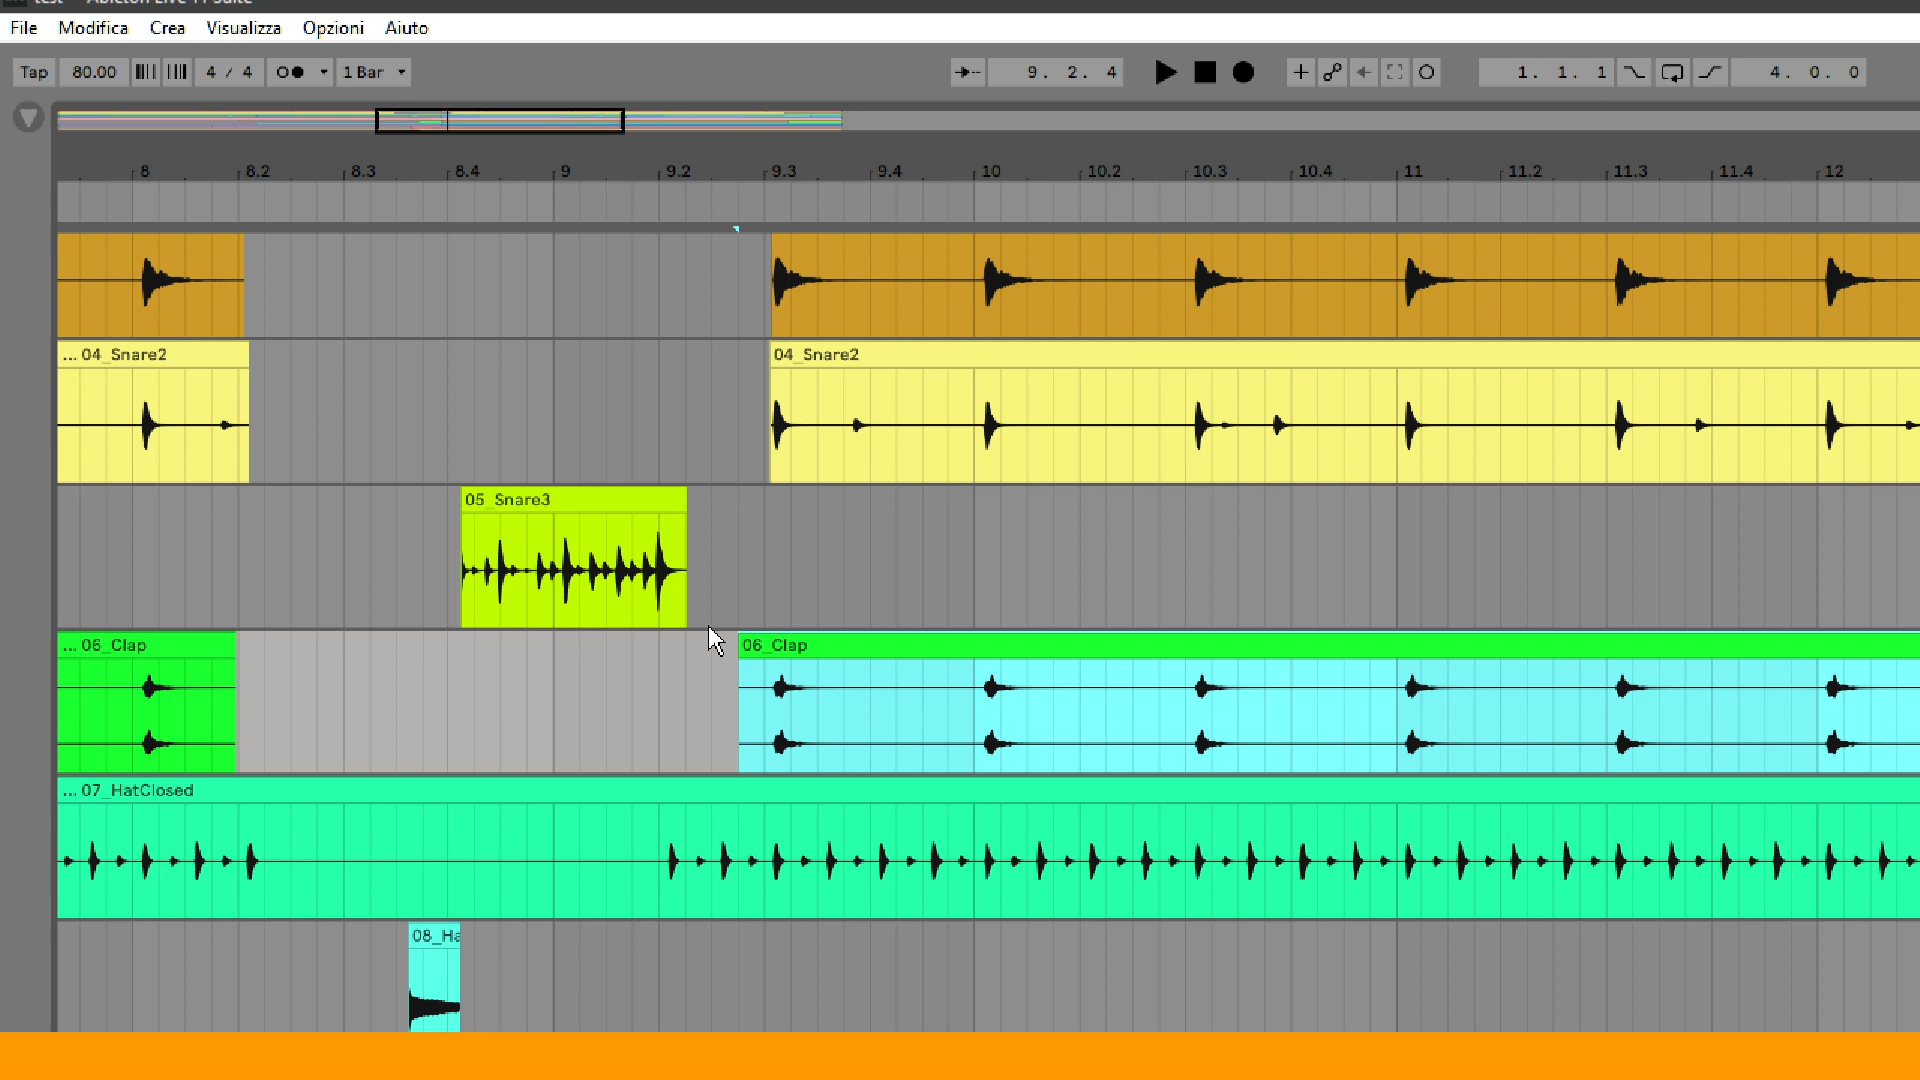 File Modifica Crea Visualizza Opzioni Aiuto
Tap 80.00 4 / 4 1 Bar 9. 2. 4 1. 1. 1 4. 0. 0
8 8.2 8.3 8.4 9 9.2 9.3 9.4 10 10.2 10.3 10.4 11 11.2 11.3 11.4 12
... 04_Snare2 04_Snare2
05_Snare3
... 06_Clap 06_Clap
... 07_HatClosed
08_Ha